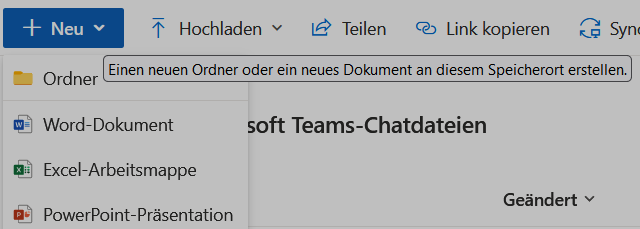 Neu
Hochladen
Teilen
Link kopieren
Sync
Ordner
Einen neuen Ordner oder ein neues Dokument an diesem Speicherort erstellen.
Word-Dokument
soft Teams-Chatdateien
Excel-Arbeitsmappe
Geändert
PowerPoint-Präsentation